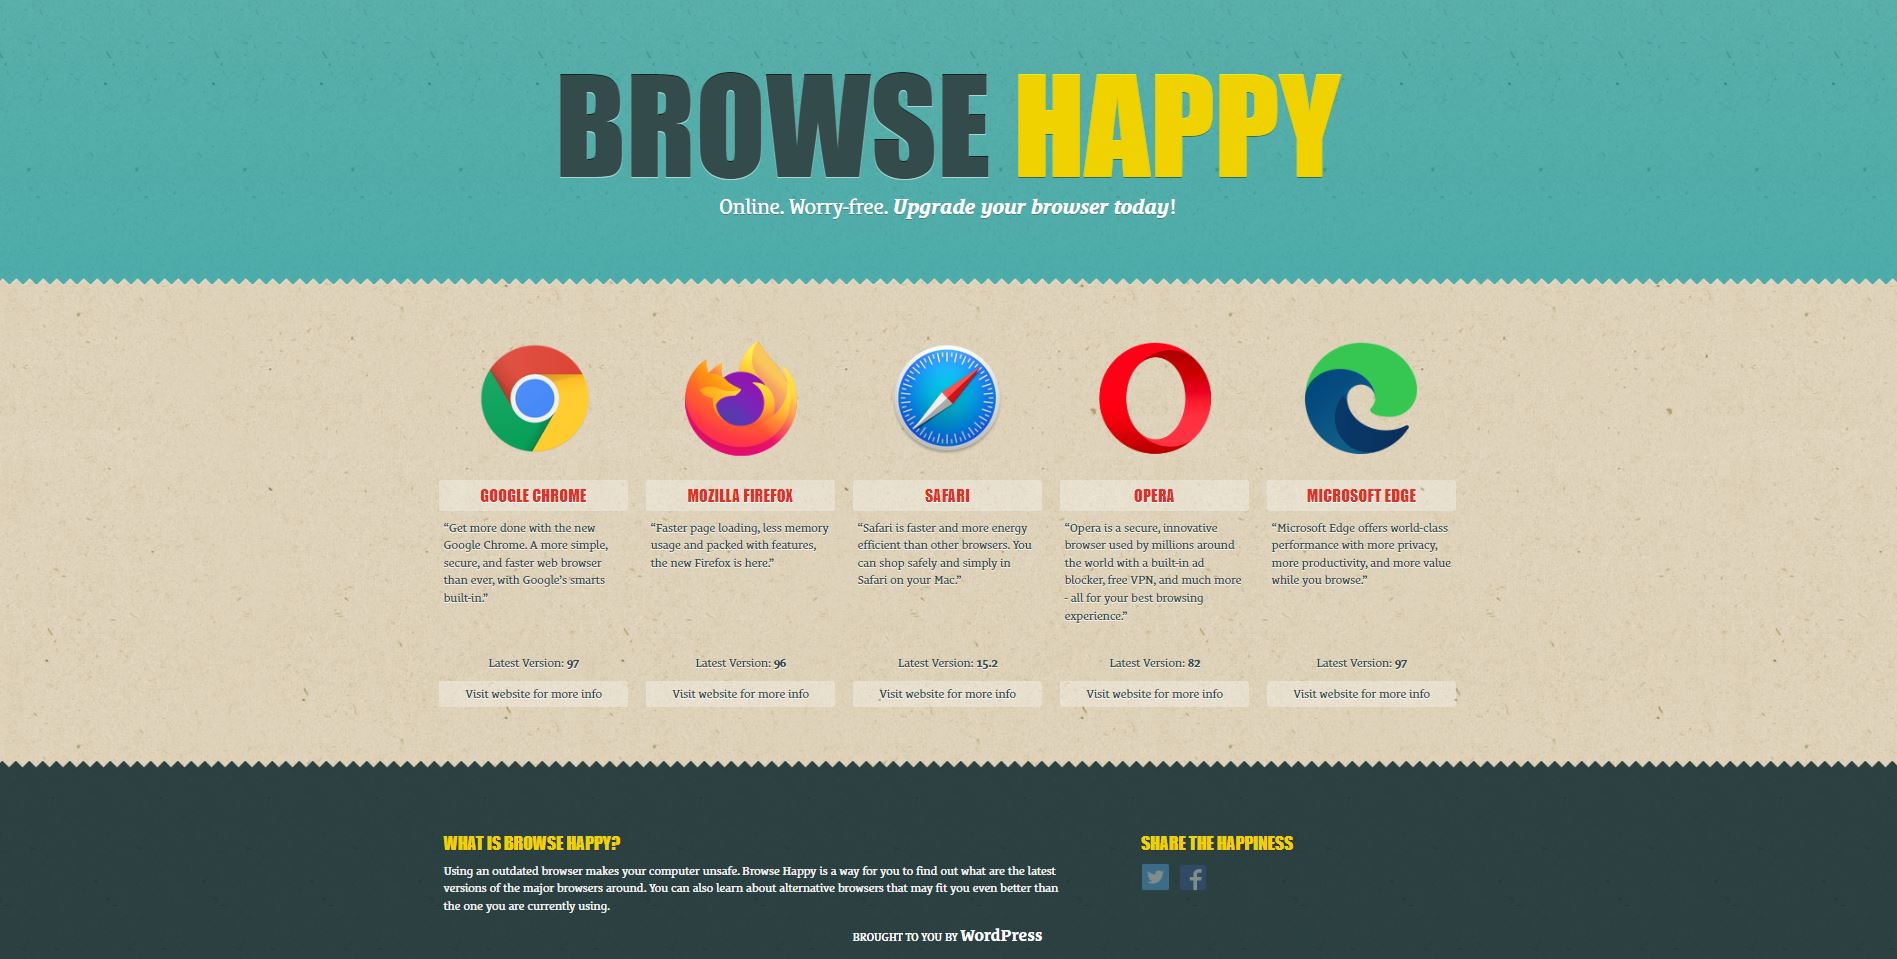 BROWSE HAPPY
Online. Worry-free. Upgrade your browser today!
GOOGLE CHROME
“Get more done with the new
Google Chrome. A more simple,
secure, and faster web browser
than ever, with Google’s smarts
built-in.”
Latest Version: 97
Visit website for more info
MOZILLA FIREFOX
“Faster page loading, less memory
usage and packed with features,
the new Firefox is here.”
Latest Version: 96
Visit website for more info
SAFARI
“Safari is faster and more energy
efficient than other browsers. You
can shop safely and simply in
Safari on your Mac.”
Latest Version: 15.2
Visit website for more info
OPERA
“Opera is a secure, innovative
browser used by millions around
the world with a built-in ad
blocker, free VPN, and much more
- all for your best browsing
experience.”
Latest Version: 82
Visit website for more info
MICROSOFT EDGE
“Microsoft Edge offers world-class
performance with more privacy,
more productivity, and more value
while you browse.”
Latest Version: 97
Visit website for more info
WHAT IS BROWSE HAPPY?
Using an outdated browser makes your computer unsafe. Browse Happy is a way for you to find out what are the latest
versions of the major browsers around. You can also learn about alternative browsers that may fit you even better than
the one you are currently using.
SHARE THE HAPPINESS
BROUGHT TO YOU BY WordPress